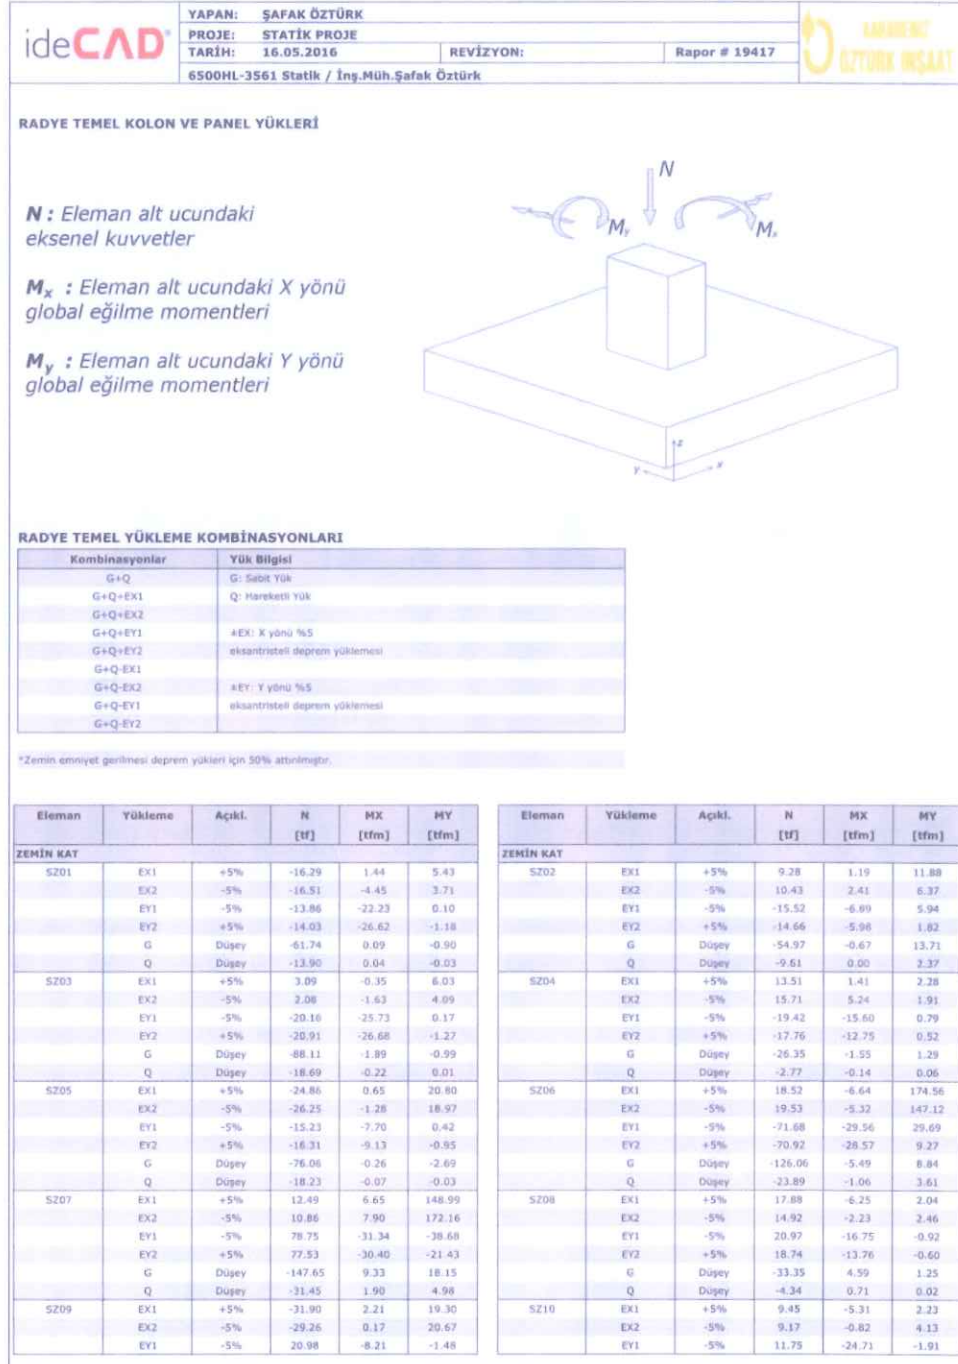 ideCAD®
YAPAN: ŞAFAK ÖZTÜRK
PROJE: STATİK PROJE
TARİH: 16.05.2016 REVİZYON: Rapor # 19417
6500HL-3561 Statik / İnş.Müh.Şafak Öztürk
KARADENİZ
ÖZTÜRK İNŞAAT
RADYE TEMEL KOLON VE PANEL YÜKLERİ
N : Eleman alt ucundaki
eksenel kuvvetler
Mx : Eleman alt ucundaki X yönü
global eğilme momentleri
My : Eleman alt ucundaki Y yönü
global eğilme momentleri
N
My
Mx
z
Y
x
RADYE TEMEL YÜKLEME KOMBİNASYONLARI
Kombinasyonlar Yük Bilgisi
G+Q G: Sabit Yük
G+Q+EX1 Q: Hareketli Yük
G+Q+EX2
G+Q+EY1 ±EX: X yönü %5
G+Q+EY2 eksantristeli deprem yüklemesi
G+Q-EX1
G+Q-EX2 ±EY: Y yönü %5
G+Q-EY1 eksantristeli deprem yüklemesi
G+Q-EY2
*Zemin emniyet gerilmesi deprem yükleri için 50% attırılmıştır.
Eleman Yükleme Açıkl. N MX MY
[tf] [tfm] [tfm]
ZEMİN KAT
SZ01 EX1 +5% -16.29 1.44 5.43
EX2 -5% -16.51 -4.45 3.71
EY1 -5% -13.86 -22.23 0.10
EY2 +5% -14.03 -26.62 -1.18
G Düşey -61.74 0.09 -0.90
Q Düşey -13.90 0.04 -0.03
SZ03 EX1 +5% 3.09 -0.35 6.03
EX2 -5% 2.08 -1.63 4.09
EY1 -5% -20.16 -25.73 0.17
EY2 +5% -20.91 -26.68 -1.27
G Düşey -88.11 -1.89 -0.99
Q Düşey -18.69 -0.22 0.01
SZ05 EX1 +5% -24.86 0.65 20.80
EX2 -5% -26.25 -1.28 18.97
EY1 -5% -15.23 -7.70 0.42
EY2 +5% -16.31 -9.13 -0.95
G Düşey -76.06 -0.26 -2.69
Q Düşey -18.23 -0.07 -0.03
SZ07 EX1 +5% 12.49 6.65 148.99
EX2 -5% 10.86 7.90 172.16
EY1 -5% 78.75 -31.34 -38.68
EY2 +5% 77.53 -30.40 -21.43
G Düşey -147.65 9.33 18.15
Q Düşey -31.45 1.90 4.98
SZ09 EX1 +5% -31.90 2.21 19.30
EX2 -5% -29.26 0.17 20.67
EY1 -5% 20.98 -8.21 -1.48
Eleman Yükleme Açıkl. N MX MY
[tf] [tfm] [tfm]
ZEMİN KAT
SZ02 EX1 +5% 9.28 1.19 11.88
EX2 -5% 10.43 2.41 6.37
EY1 -5% -15.52 -6.89 5.94
EY2 +5% -14.66 -5.98 1.82
G Düşey -54.97 -0.67 13.71
Q Düşey -9.61 0.00 2.37
SZ04 EX1 +5% 13.51 1.41 2.28
EX2 -5% 15.71 5.24 1.91
EY1 -5% -19.42 -15.60 0.79
EY2 +5% -17.76 -12.75 0.52
G Düşey -26.35 -1.55 1.29
Q Düşey -2.77 -0.14 0.06
SZ06 EX1 +5% 18.52 -6.64 174.56
EX2 -5% 19.53 -5.32 147.12
EY1 -5% -71.68 -29.56 29.69
EY2 +5% -70.92 -28.57 9.27
G Düşey -126.06 -5.49 8.84
Q Düşey -23.89 -1.06 3.61
SZ08 EX1 +5% 17.88 -6.25 2.04
EX2 -5% 14.92 -2.23 2.46
EY1 -5% 20.97 -16.75 -0.92
EY2 +5% 18.74 -13.76 -0.60
G Düşey -33.35 4.59 1.25
Q Düşey -4.34 0.71 0.02
SZ10 EX1 +5% 9.45 -5.31 2.23
EX2 -5% 9.17 -0.82 4.13
EY1 -5% 11.75 -24.71 -1.91